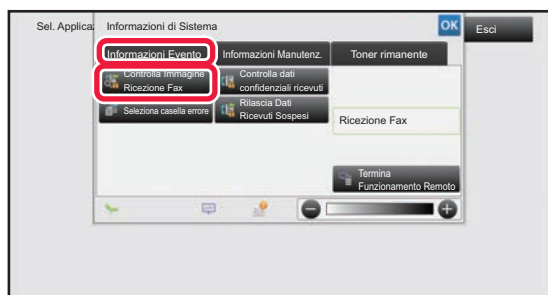 Sel. Applica
Informazioni di Sistema
OK
Esci
Informazioni Evento
Informazioni Manutenz.
Toner rimanente
Controlla Immagine
Ricezione Fax
Controlla dati
confidenziali ricevuti
Seleziona casella errore
Rilascia Dati
Ricevuti Sospesi
Ricezione Fax
Termina
Funzionamento Remoto